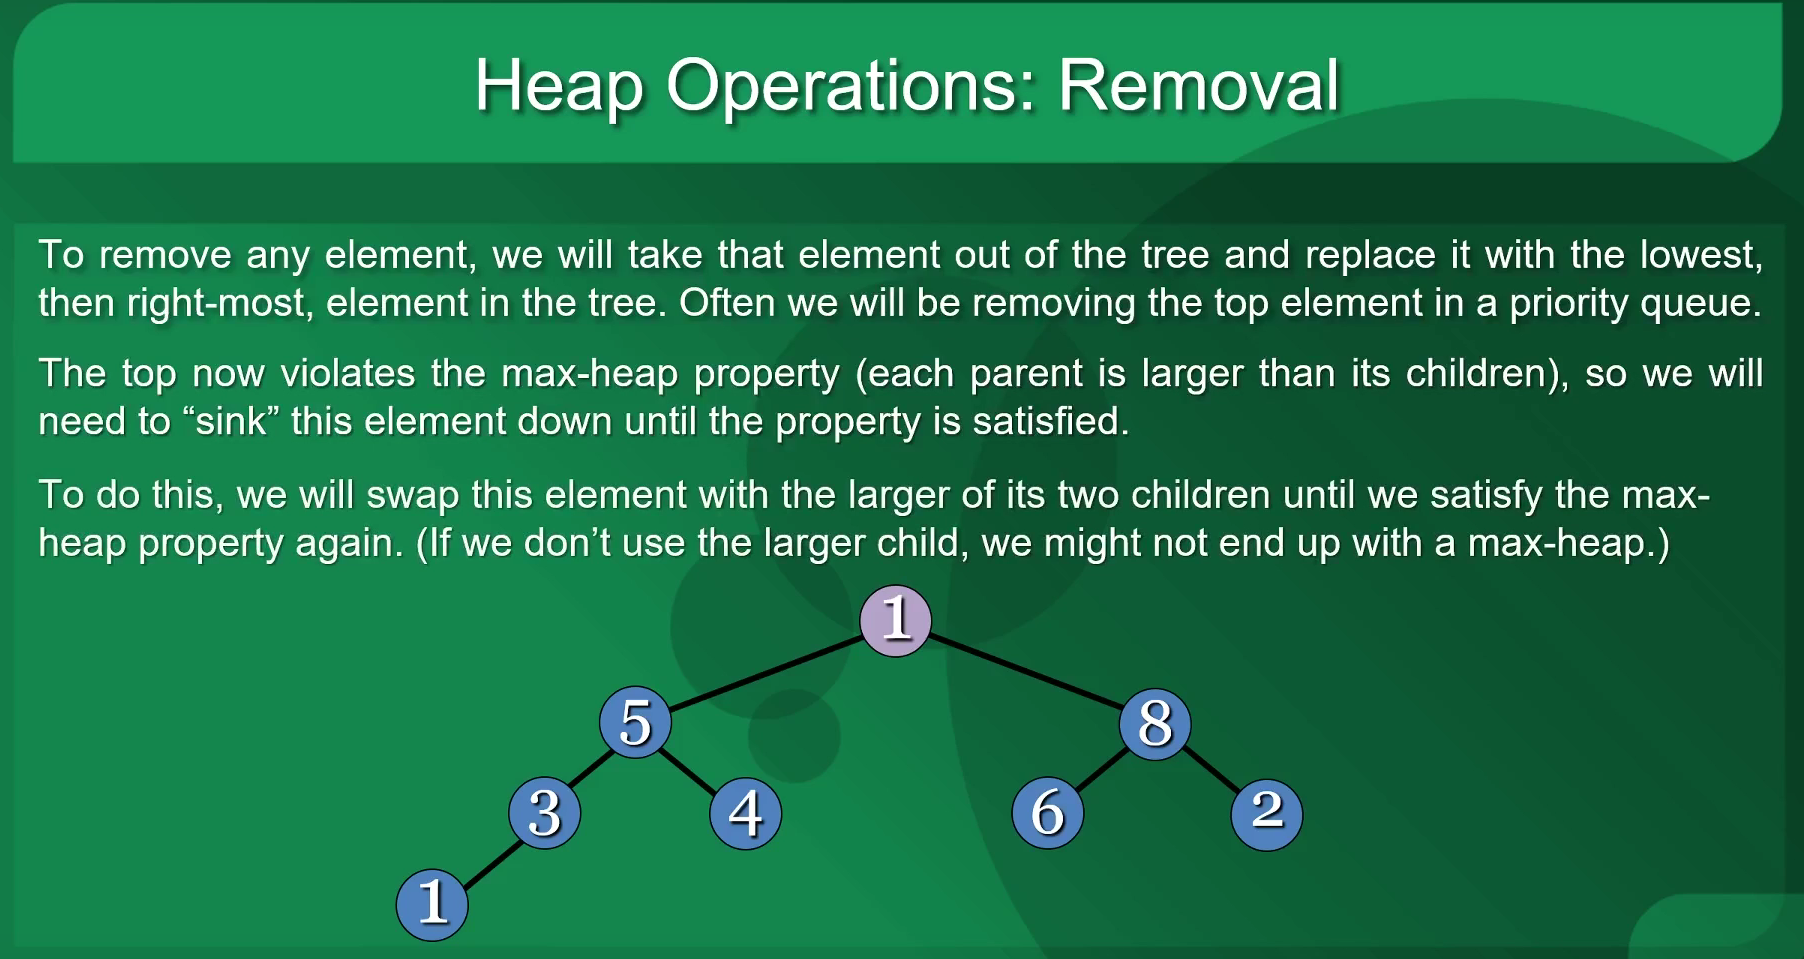 Heap Operations: Removal
To remove any element, we will take that element out of the tree and replace it with the lowest,
then right-most, element in the tree. Often we will be removing the top element in a priority queue.
The top now violates the max-heap property (each parent is larger than its children), so we will
need to “sink” this element down until the property is satisfied.
To do this, we will swap this element with the larger of its two children until we satisfy the max-
heap property again. (If we don’t use the larger child, we might not end up with a max-heap.)
1
5 8
3 4 6 2
1